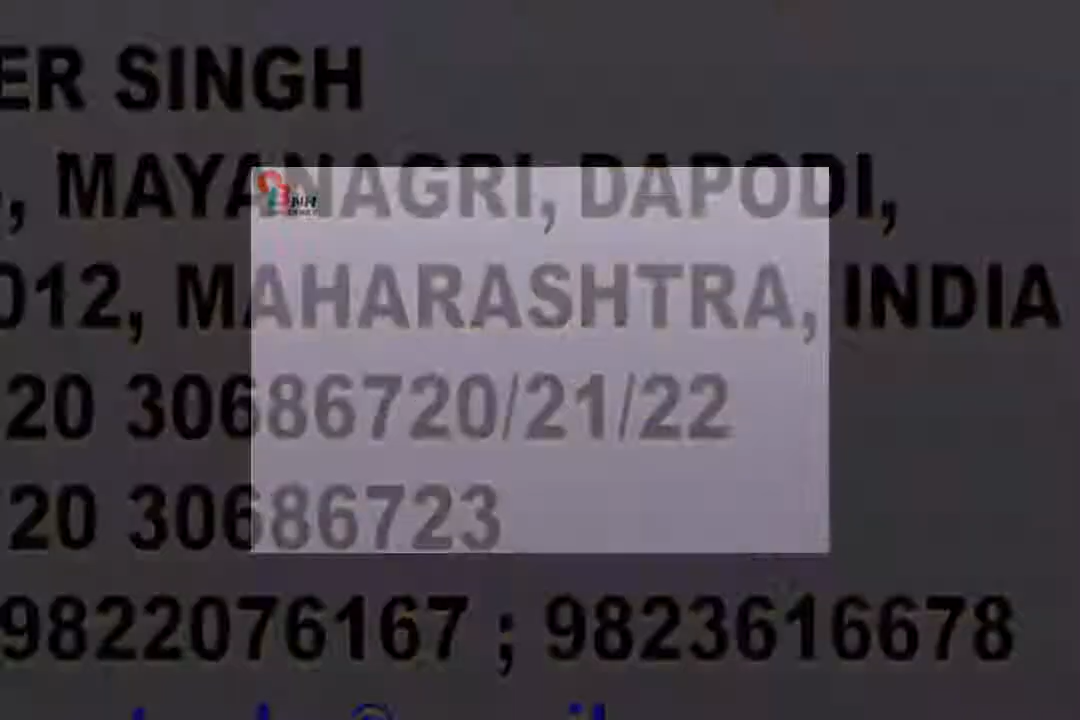 ER SINGH
, MAYANAGRI, DAPODI,
012, MAHARASHTRA, INDIA
20 30686720/21/22
20 30686723
9822076167 ; 9823616678